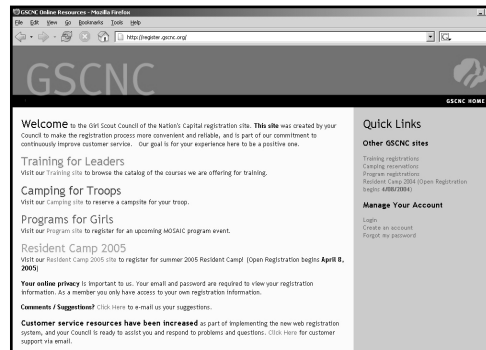 GSCNC Online Resources - Mozilla Firefox
File Edit View Go Bookmarks Tools Help
http://register.gscnc.org/
GSCNC
GSCNC HOME
Welcome to the Girl Scout Council of the Nation's Capital registration site. This site was created by your
Council to make the registration process more convenient and reliable, and is part of our commitment to
continuously improve customer service. Our goal is for your experience here to be a positive one.
Training for Leaders
Visit our Training site to browse the catalog of the courses we are offering for training.
Camping for Troops
Visit our Camping site to reserve a campsite for your troop.
Programs for Girls
Visit our Program site to register for an upcoming MOSAIC program event.
Resident Camp 2005
Visit our Resident Camp 2005 site to register for summer 2005 Resident Camp! (Open Registration begins April 8,
2005)
Your online privacy is important to us. Your email and password are required to view your registration
information. As a member you only have access to your own registration information.
Comments / Suggestions? Click Here to e-mail us your suggestions.
Customer service resources have been increased as part of implementing the new web registration
system, and your Council is ready to assist you and respond to problems and questions. Click Here for customer
support via email.
Quick Links
Other GSCNC sites
Training registrations
Camping reservations
Program registrations
Resident Camp 2004 (Open Registration
begins 4/08/2004)
Manage Your Account
Login
Create an account
Forgot my password